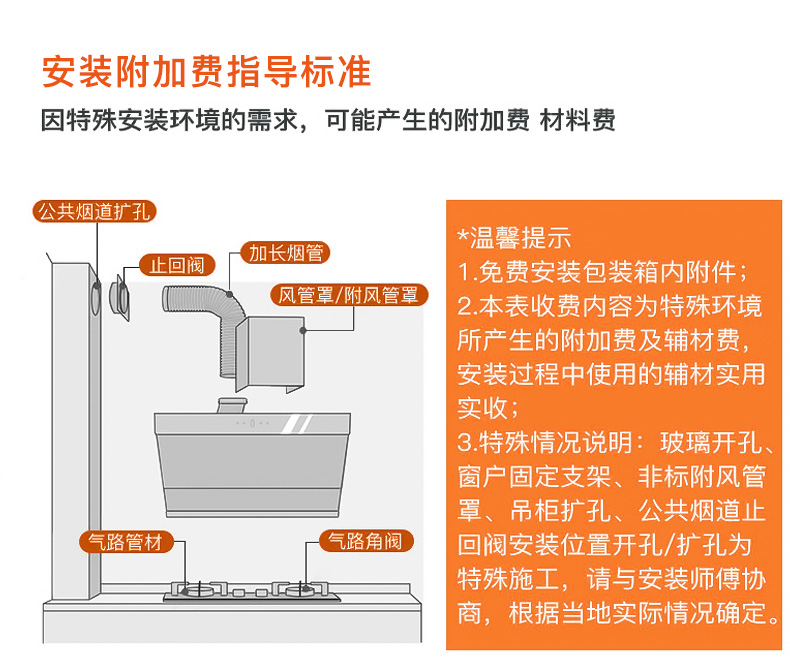 安装附加费指导标准
因特殊安装环境的需求，可能产生的附加费 材料费
公共烟道扩孔
止回阀
加长烟管
风管罩/附风管罩
气路管材
气路角阀
*温馨提示
1.免费安装包装箱内附件；
2.本表收费内容为特殊环境
所产生的附加费及辅材费，
安装过程中使用的辅材实用
实收；
3.特殊情况说明：玻璃开孔、
窗户固定支架、非标附风管
罩、吊柜扩孔、公共烟道止
回阀安装位置开孔/扩孔为
特殊施工，请与安装师傅协
商，根据当地实际情况确定。